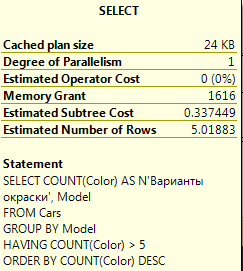 SELECT
Cached plan size 24 KB
Degree of Parallelism 1
Estimated Operator Cost 0 (0%)
Memory Grant 1616
Estimated Subtree Cost 0.337449
Estimated Number of Rows 5.01883
Statement
SELECT COUNT(Color) AS N'Варианты
окраски', Model
FROM Cars
GROUP BY Model
HAVING COUNT(Color) > 5
ORDER BY COUNT(Color) DESC